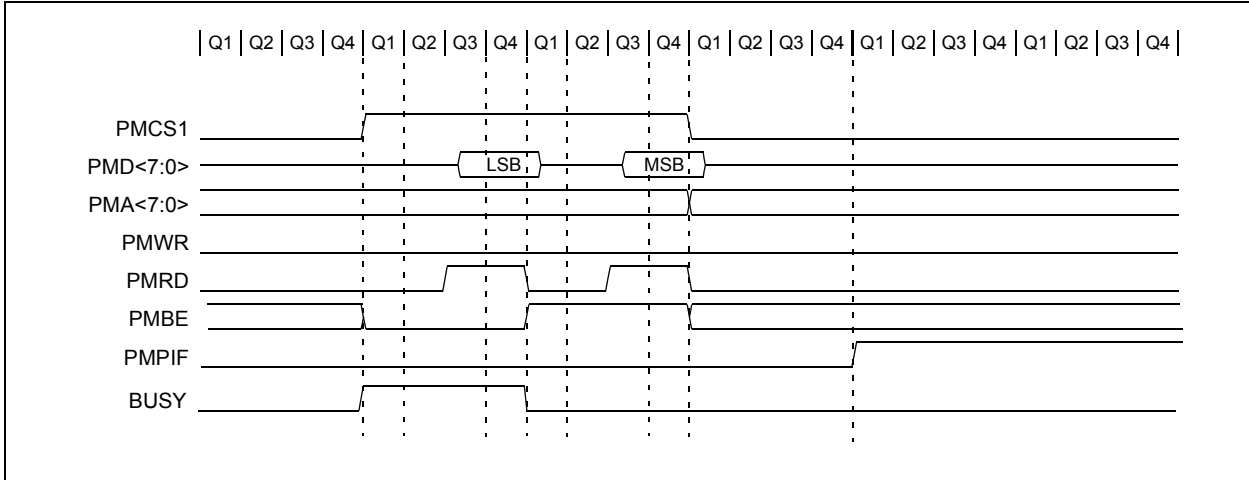 Q1 Q2 Q3 Q4 Q1 Q2 Q3 Q4 Q1 Q2 Q3 Q4 Q1 Q2 Q3 Q4 Q1 Q2 Q3 Q4 Q1 Q2 Q3 Q4
PMCS1
PMD<7:0> LSB MSB
PMA<7:0>
PMWR
PMRD
PMBE
PMPIF
BUSY